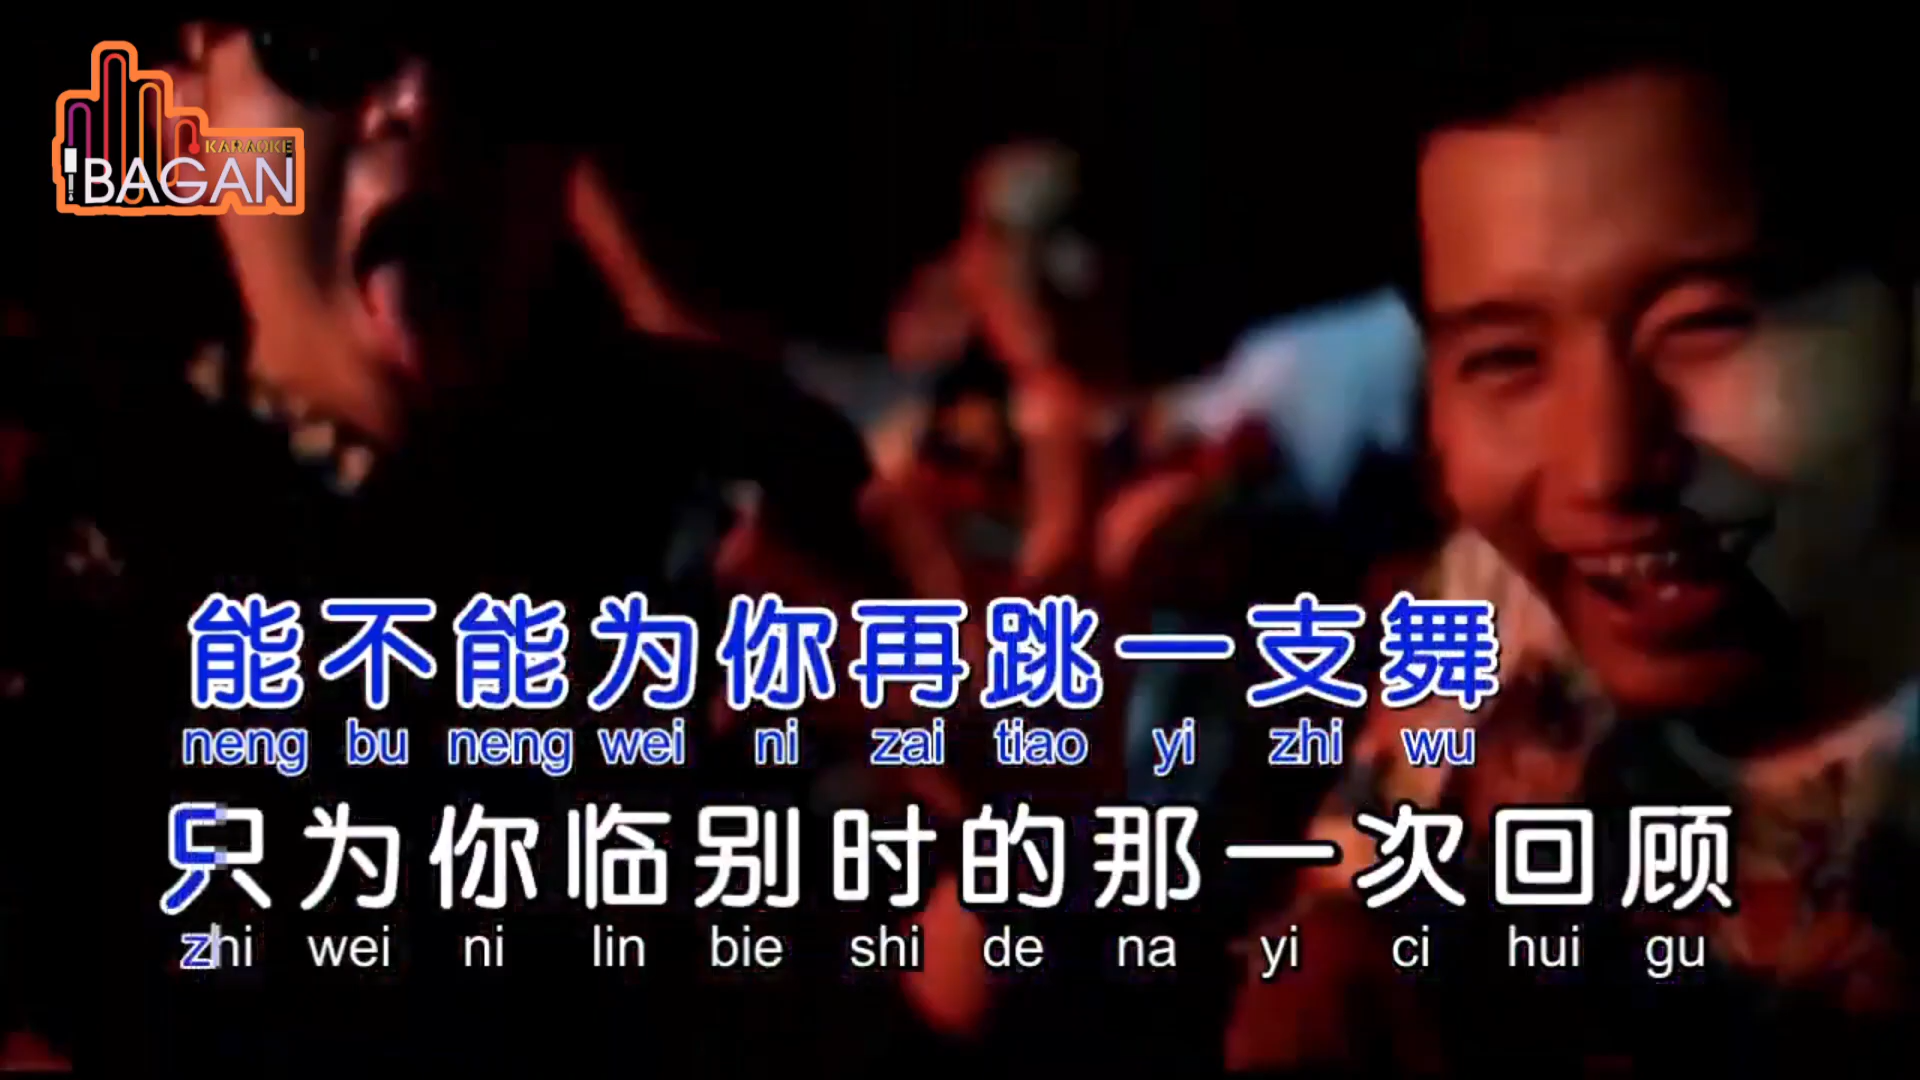 KARAOKE
BAGAN
能不能为你再跳一支舞
neng bu neng wei ni zai tiao yi zhi wu
只为你临别时的那一次回顾
zhi wei ni lin bie shi de na yi ci hui gu